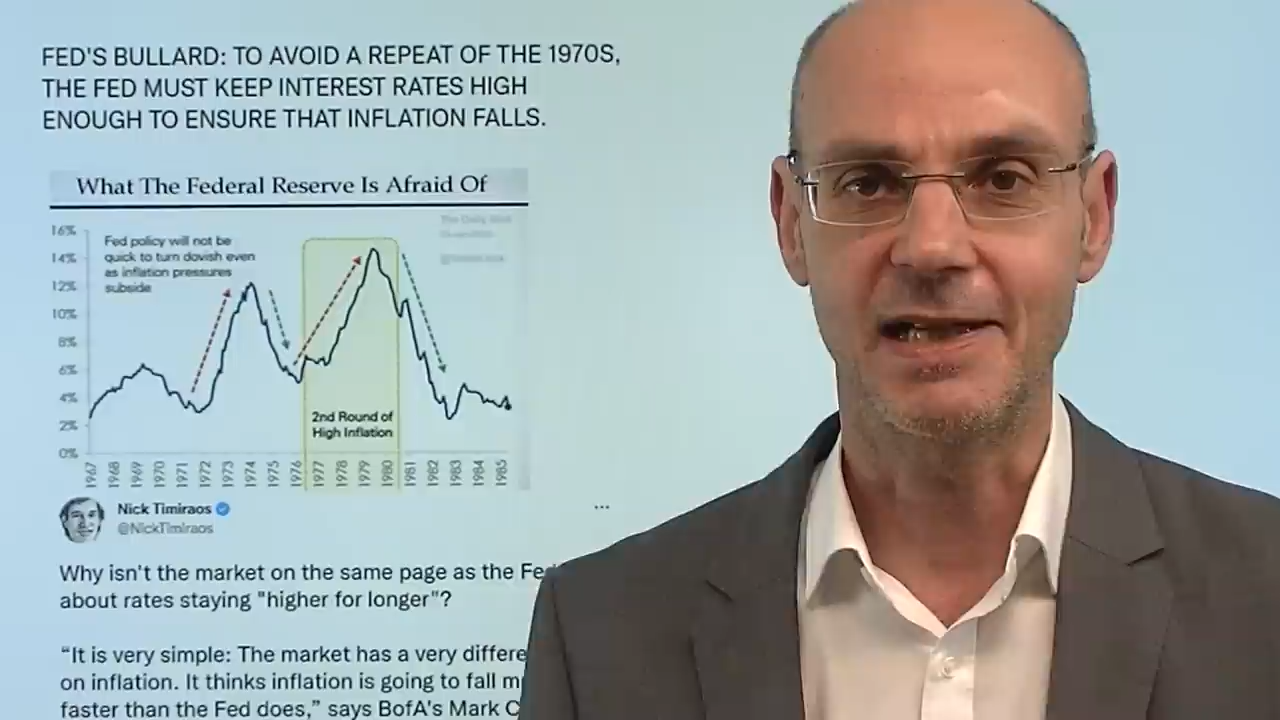 FED'S BULLARD: TO AVOID A REPEAT OF THE 1970S,
THE FED MUST KEEP INTEREST RATES HIGH
ENOUGH TO ENSURE THAT INFLATION FALLS.
What The Federal Reserve Is Afraid Of
16%
14%
12%
10%
8%
6%
4%
2%
0%
Fed policy will not be
quick to turn dovish even
as inflation pressures
subside
2nd Round of
High Inflation
1967 1968 1969 1970 1971 1972 1973 1974 1975 1976 1977 1978 1979 1980 1981 1982 1983 1984 1985
Nick Timiraos
@NickTimiraos
...
Why isn't the market on the same page as the Fe
about rates staying "higher for longer"?
“It is very simple: The market has a very differe
on inflation. It thinks inflation is going to fall m
faster than the Fed does,” says BofA's Mark C